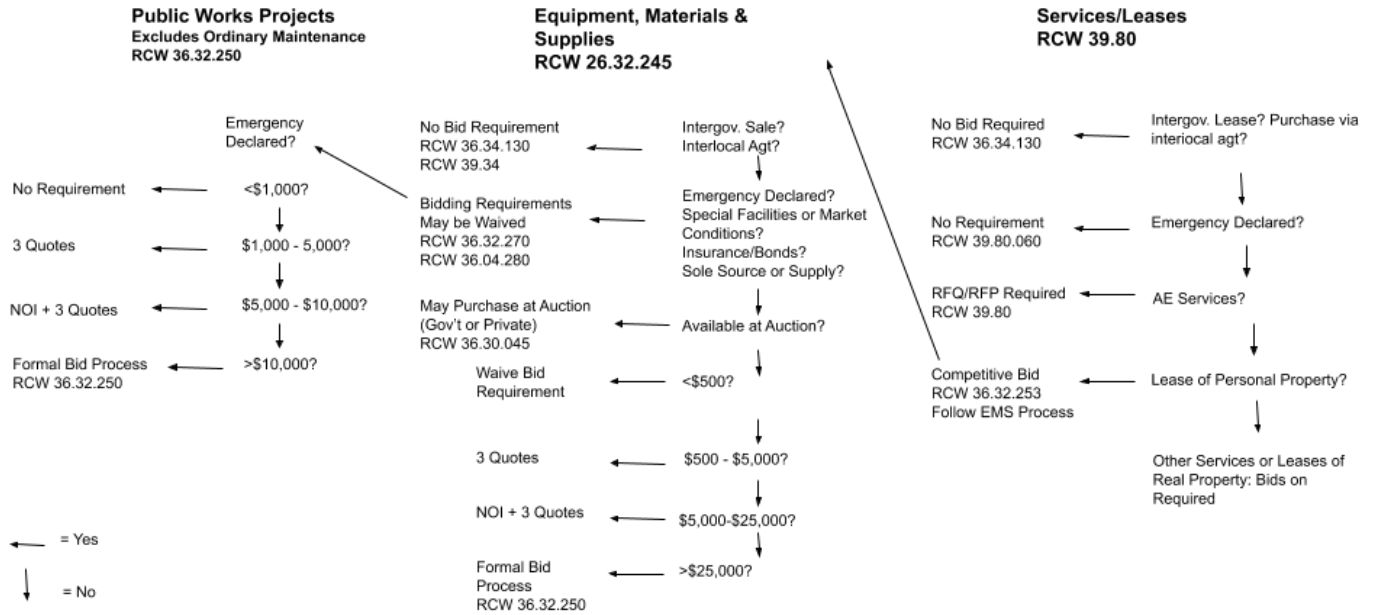 Public Works Projects
Excludes Ordinary Maintenance
RCW 36.32.250
Emergency
Declared?
No Requirement
<$1,000?
3 Quotes
$1,000 - 5,000?
NOI + 3 Quotes
$5,000 - $10,000?
Formal Bid Process
RCW 36.32.250
>$10,000?
= Yes
= No
Equipment, Materials &
Supplies
RCW 26.32.245
No Bid Requirement
RCW 36.34.130
RCW 39.34
Intergov. Sale?
Interlocal Agt?
Bidding Requirements
May be Waived
RCW 36.32.270
RCW 36.04.280
Emergency Declared?
Special Facilities or Market
Conditions?
Insurance/Bonds?
Sole Source or Supply?
May Purchase at Auction
(Gov't or Private)
RCW 36.30.045
Available at Auction?
Waive Bid
Requirement
<$500?
3 Quotes
$500 - $5,000?
NOI + 3 Quotes
$5,000-$25,000?
Formal Bid
Process
RCW 36.32.250
>$25,000?
Services/Leases
RCW 39.80
No Bid Required
RCW 36.34.130
Intergov. Lease? Purchase via
interlocal agt?
No Requirement
RCW 39.80.060
Emergency Declared?
RFQ/RFP Required
RCW 39.80
AE Services?
Competitive Bid
RCW 36.32.253
Follow EMS Process
Lease of Personal Property?
Other Services or Leases of
Real Property: Bids on
Required